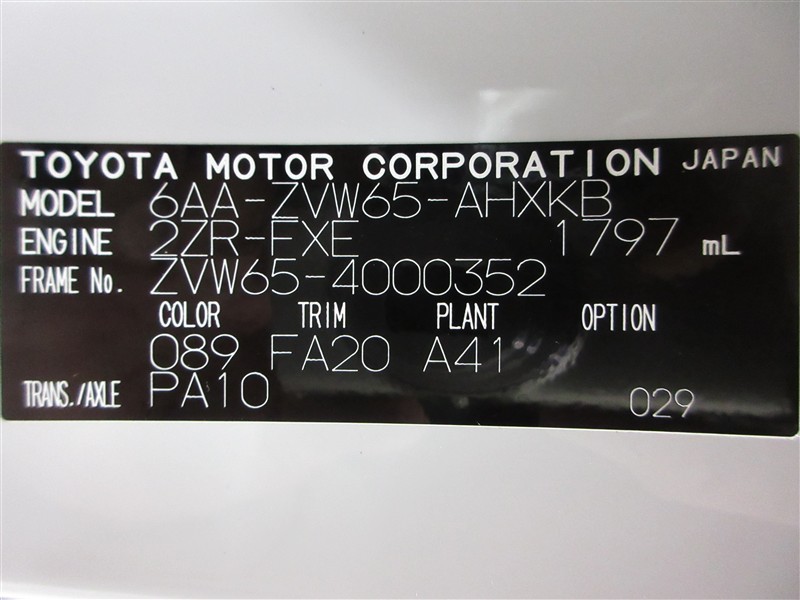 TOYOTA MOTOR CORPORATION JAPAN
MODEL 6AA-ZVW65-AHXKB
ENGINE 2ZR-FXE 1797 mL
FRAME No. ZVW65-4000352
COLOR TRIM PLANT OPTION
089 FA20 A41
TRANS./AXLE PA10 029